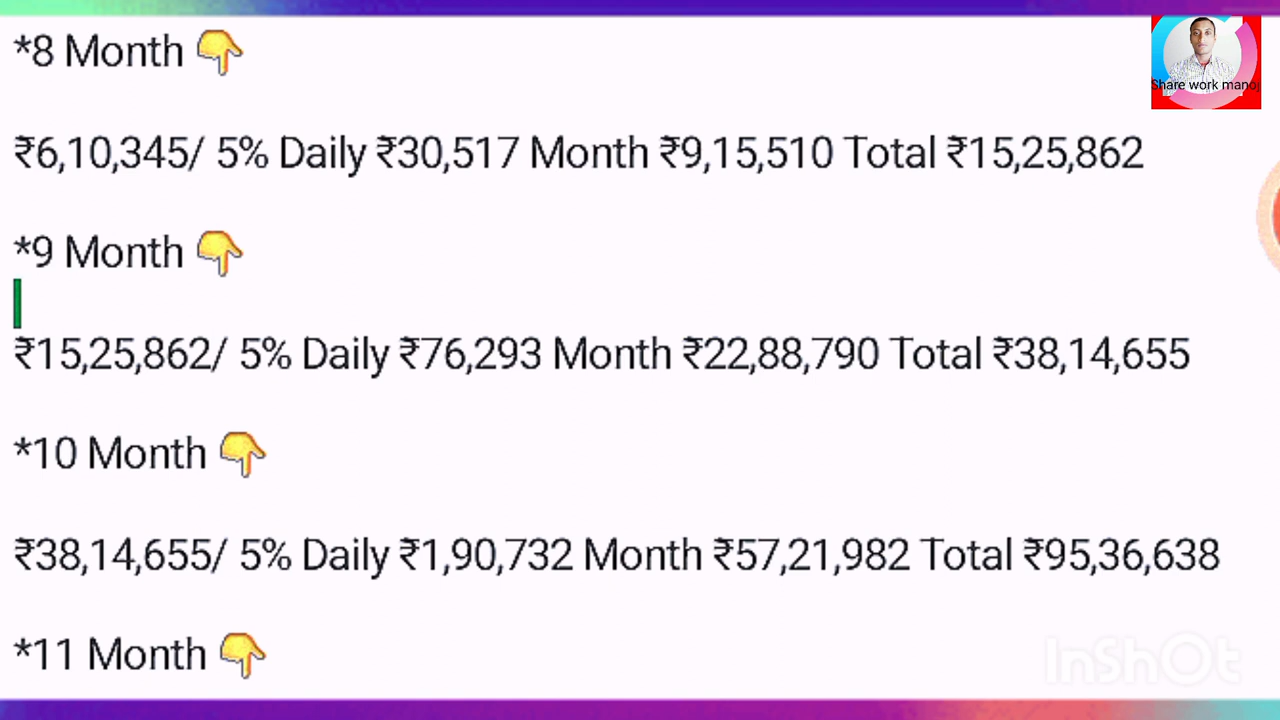 *8 Month 👇
Share work manoj
₹6,10,345/ 5% Daily ₹30,517 Month ₹9,15,510 Total ₹15,25,862
*9 Month 👇
₹15,25,862/ 5% Daily ₹76,293 Month ₹22,88,790 Total ₹38,14,655
*10 Month 👇
₹38,14,655/ 5% Daily ₹1,90,732 Month ₹57,21,982 Total ₹95,36,638
*11 Month 👇
InShOt